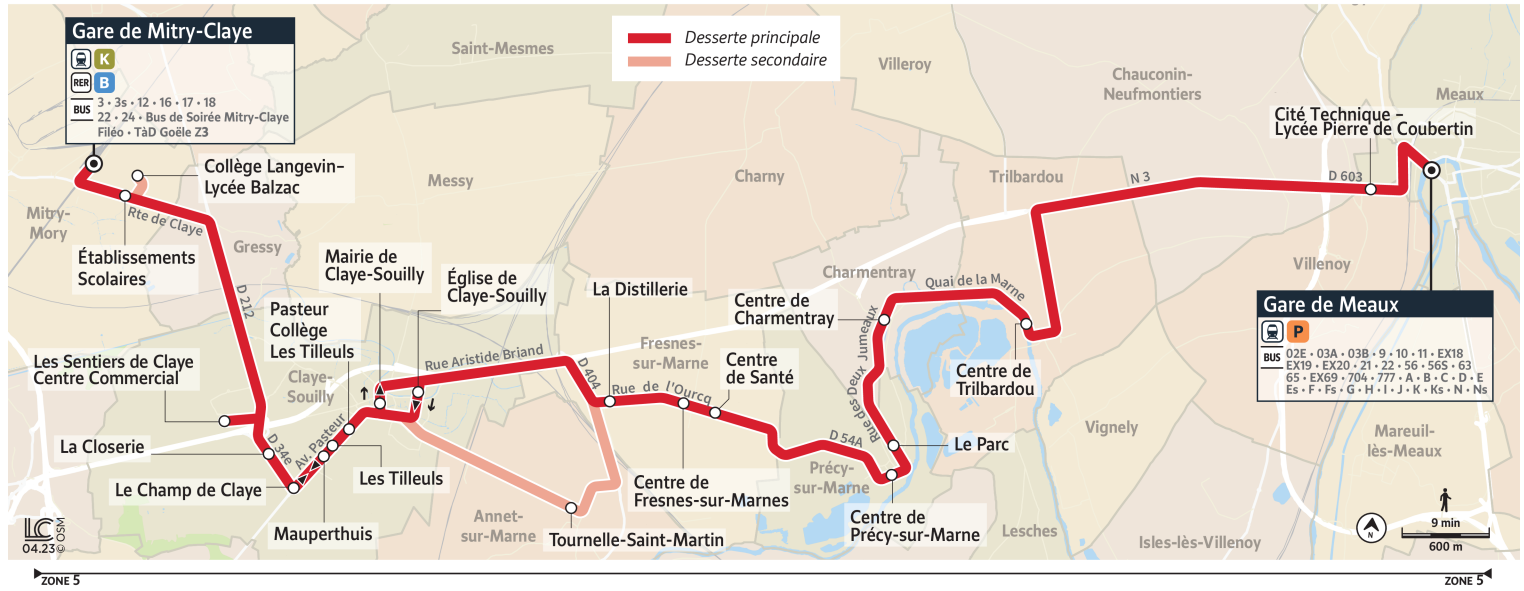 Gare de Mitry-Claye
K
RER B
BUS
3 • 3s • 12 • 16 • 17 • 18
22 • 24 • Bus de Soirée Mitry-Claye
Filéo • TàD Goële Z3
Desserte principale
Desserte secondaire
Saint-Mesmes
Villeroy
Chauconin-
Neufmontiers
Meaux
Cité Technique –
Lycée Pierre de Coubertin
Collège Langevin–
Lycée Balzac
Messy
Charny
Trilbardou
N 3
D 603
Mitry-
Mory
Rte de Claye
Gressy
Établissements
Scolaires
Mairie de
Claye-Souilly
Église de
Claye-Souilly
D 212
La Distillerie
Charmentray
Quai de la Marne
Villenoy
Centre de
Charmentray
Pasteur
Collège
Les Tilleuls
Gare de Meaux
P
BUS
02E • 03A • 03B • 9 • 10 • 11 • EX18
EX19 • EX20 • 21 • 22 • 56 • 56S • 63
65 • EX69 • 704 • 777 • A • B • C • D • E
Es • F • Fs • G • H • I • J • K • Ks • N • Ns
Les Sentiers de Claye
Centre Commercial
Claye-
Souilly
Rue Aristide Briand
D 404
Fresnes-
sur-Marne
Rue de l'Ourcq
Centre
de Santé
Rue des Deux Jumeaux
Centre de
Trilbardou
La Closerie
D 34e
Av. Pasteur
D 54A
Le Parc
Vignely
Mareuil-
lès-Meaux
Le Champ de Claye
Les Tilleuls
Centre de
Fresnes-sur-Marnes
Précy-
sur-Marne
Mauperthuis
Annet-
sur-Marne
Tournelle-Saint-Martin
Centre de
Précy-sur-Marne
Lesches
Isles-lès-Villenoy
N
9 min
600 m
LC
04.23 © OSM
ZONE 5
ZONE 5